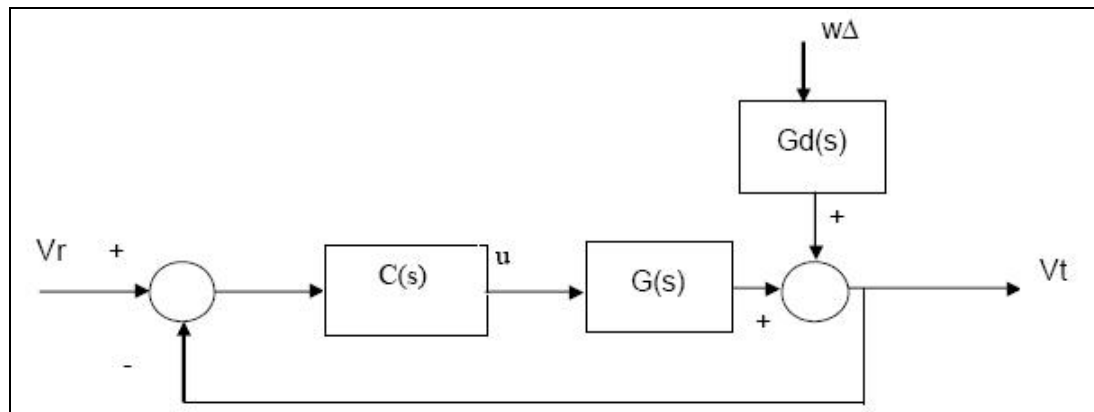 wΔ
Gd(s)
+
Vr
+
C(s)
u
G(s)
+
Vt
-